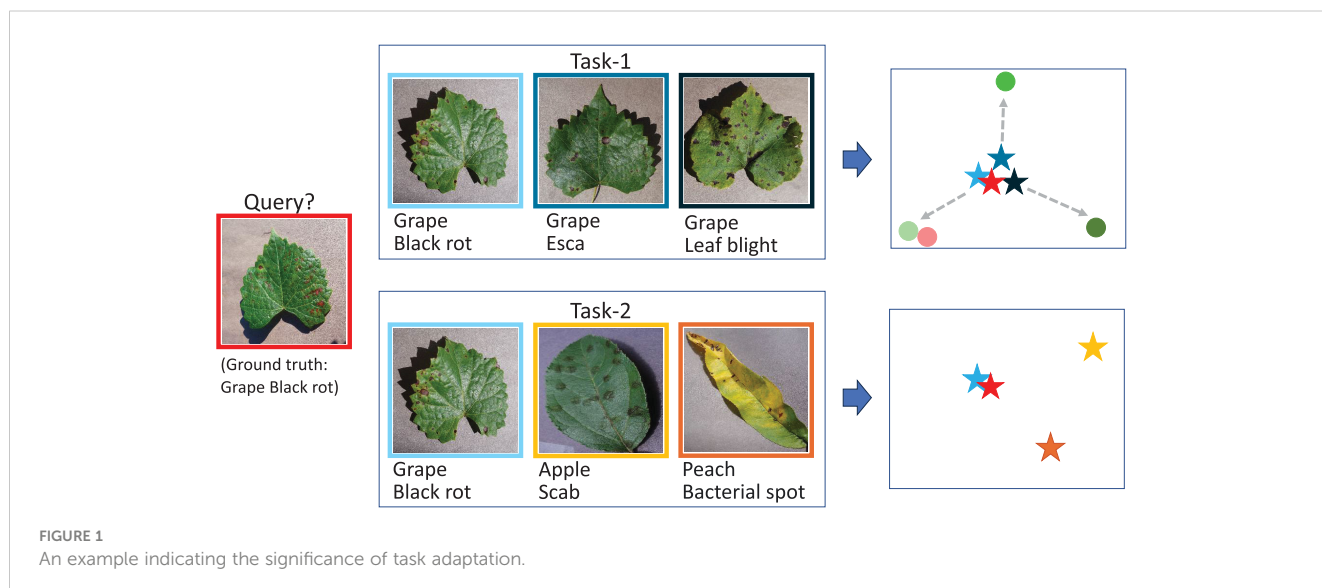 Task-1
Grape
Black rot
Grape
Esca
Grape
Leaf blight
Query?
(Ground truth:
Grape Black rot)
Task-2
Grape
Black rot
Apple
Scab
Peach
Bacterial spot
FIGURE 1
An example indicating the significance of task adaptation.